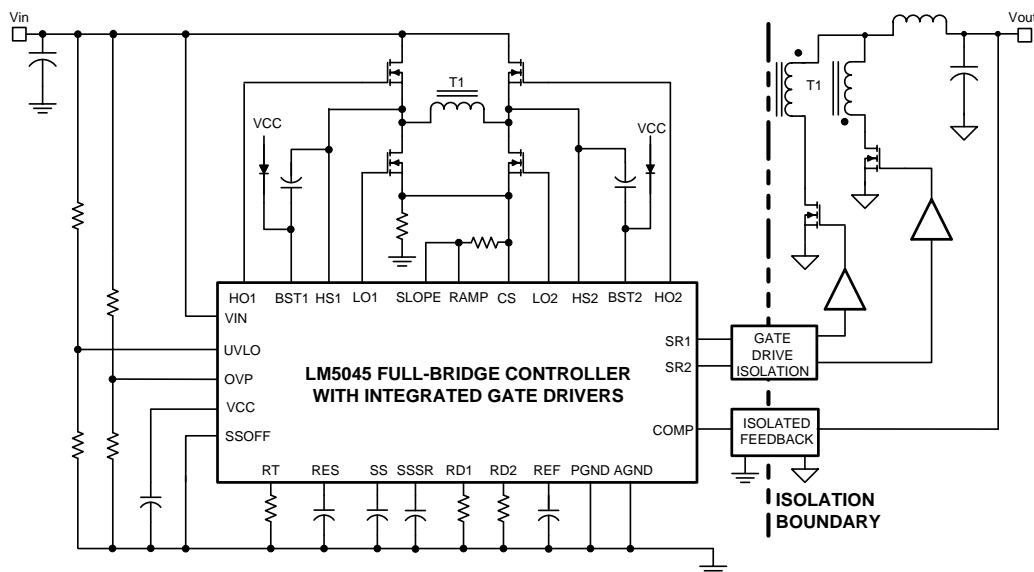 Vin
Vout
T1
T1
VCC
VCC
HO1
BST1
HS1
LO1
SLOPE
RAMP
CS
LO2
HS2
BST2
HO2
VIN
UVLO
OVP
VCC
SSOFF
LM5045 FULL-BRIDGE CONTROLLER
WITH INTEGRATED GATE DRIVERS
SR1
SR2
COMP
GATE
DRIVE
ISOLATION
ISOLATED
FEEDBACK
RT
RES
SS
SSSR
RD1
RD2
REF
PGND
AGND
ISOLATION
BOUNDARY